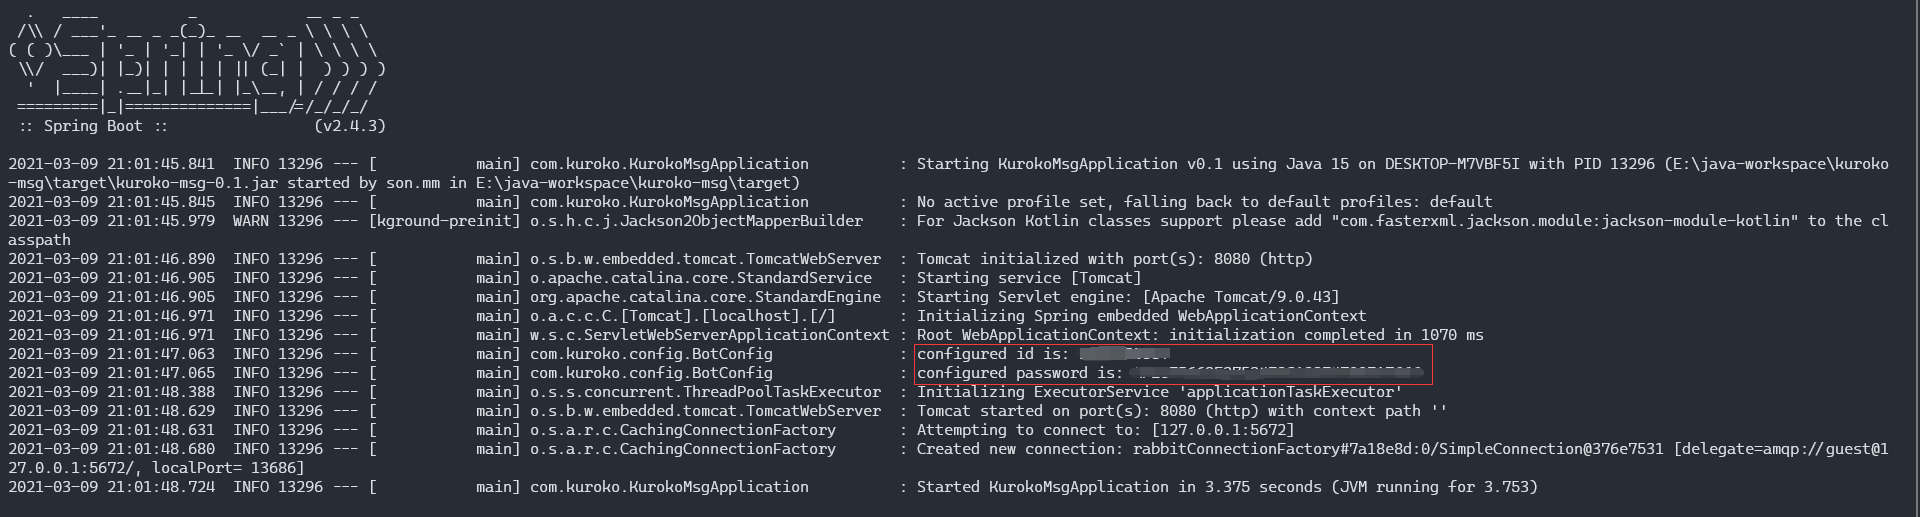 :: Spring Boot ::                (v2.4.3)
2021-03-09 21:01:45.841  INFO 13296 --- [           main] com.kuroko.KurokoMsgApplication          : Starting KurokoMsgApplication v0.1 using Java 15 on DESKTOP-M7VBF5I with PID 13296 (E:\java-workspace\kuroko
-msg\target\kuroko-msg-0.1.jar started by son.mm in E:\java-workspace\kuroko-msg\target)
2021-03-09 21:01:45.845  INFO 13296 --- [           main] com.kuroko.KurokoMsgApplication          : No active profile set, falling back to default profiles: default
2021-03-09 21:01:45.979  WARN 13296 --- [kground-preinit] o.s.h.c.j.Jackson2ObjectMapperBuilder    : For Jackson Kotlin classes support please add "com.fasterxml.jackson.module:jackson-module-kotlin" to the cl
asspath
2021-03-09 21:01:46.890  INFO 13296 --- [           main] o.s.b.w.embedded.tomcat.TomcatWebServer  : Tomcat initialized with port(s): 8080 (http)
2021-03-09 21:01:46.905  INFO 13296 --- [           main] o.apache.catalina.core.StandardService   : Starting service [Tomcat]
2021-03-09 21:01:46.905  INFO 13296 --- [           main] org.apache.catalina.core.StandardEngine  : Starting Servlet engine: [Apache Tomcat/9.0.43]
2021-03-09 21:01:46.971  INFO 13296 --- [           main] o.a.c.c.C.[Tomcat].[localhost].[/]       : Initializing Spring embedded WebApplicationContext
2021-03-09 21:01:46.971  INFO 13296 --- [           main] w.s.c.ServletWebServerApplicationContext : Root WebApplicationContext: initialization completed in 1070 ms
2021-03-09 21:01:47.063  INFO 13296 --- [           main] com.kuroko.config.BotConfig              : configured id is:
2021-03-09 21:01:47.065  INFO 13296 --- [           main] com.kuroko.config.BotConfig              : configured password is:
2021-03-09 21:01:48.388  INFO 13296 --- [           main] o.s.s.concurrent.ThreadPoolTaskExecutor  : Initializing ExecutorService 'applicationTaskExecutor'
2021-03-09 21:01:48.629  INFO 13296 --- [           main] o.s.b.w.embedded.tomcat.TomcatWebServer  : Tomcat started on port(s): 8080 (http) with context path ''
2021-03-09 21:01:48.631  INFO 13296 --- [           main] o.s.a.r.c.CachingConnectionFactory       : Attempting to connect to: [127.0.0.1:5672]
2021-03-09 21:01:48.680  INFO 13296 --- [           main] o.s.a.r.c.CachingConnectionFactory       : Created new connection: rabbitConnectionFactory#7a18e8d:0/SimpleConnection@376e7531 [delegate=amqp://guest@1
27.0.0.1:5672/, localPort= 13686]
2021-03-09 21:01:48.724  INFO 13296 --- [           main] com.kuroko.KurokoMsgApplication          : Started KurokoMsgApplication in 3.375 seconds (JVM running for 3.753)